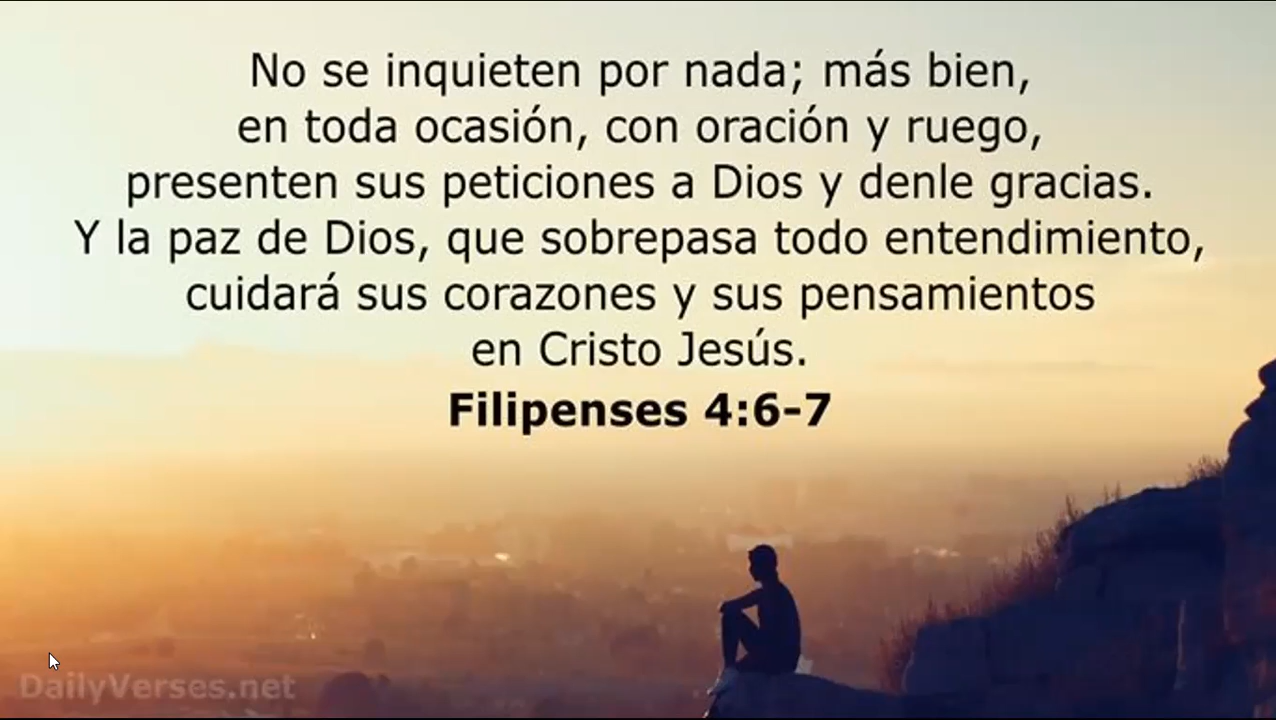 No se inquieten por nada; más bien,
en toda ocasión, con oración y ruego,
presenten sus peticiones a Dios y denle gracias.
Y la paz de Dios, que sobrepasa todo entendimiento,
cuidará sus corazones y sus pensamientos
en Cristo Jesús.
Filipenses 4:6-7
DailyVerses.net